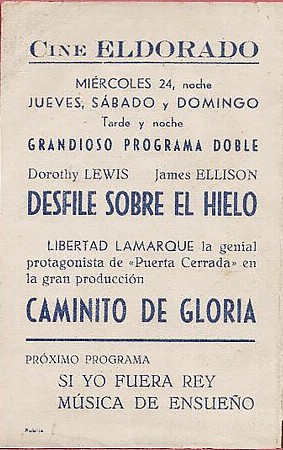 CINE ELDORADO
MIÉRCOLES 24, noche
JUEVES, SÁBADO y DOMINGO
Tarde y noche
GRANDIOSO PROGRAMA DOBLE
Dorothy LEWIS James ELLISON
DESFILE SOBRE EL HIELO
LIBERTAD LAMARQUE la genial
protagonista de «Puerta Cerrada» en
la gran producción
CAMINITO DE GLORIA
PRÓXIMO PROGRAMA
SI YO FUERA REY
MÚSICA DE ENSUEÑO